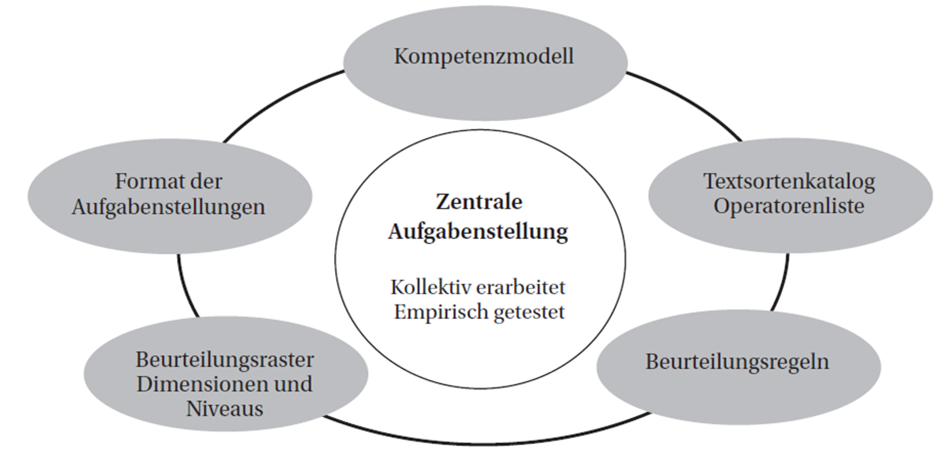 Kompetenzmodell
Format der
Aufgabenstellungen
Textsortenkatalog
Operatorenliste
Zentrale
Aufgabenstellung
Kollektiv erarbeitet
Empirisch getestet
Beurteilungsraster
Dimensionen und
Niveaus
Beurteilungsregeln